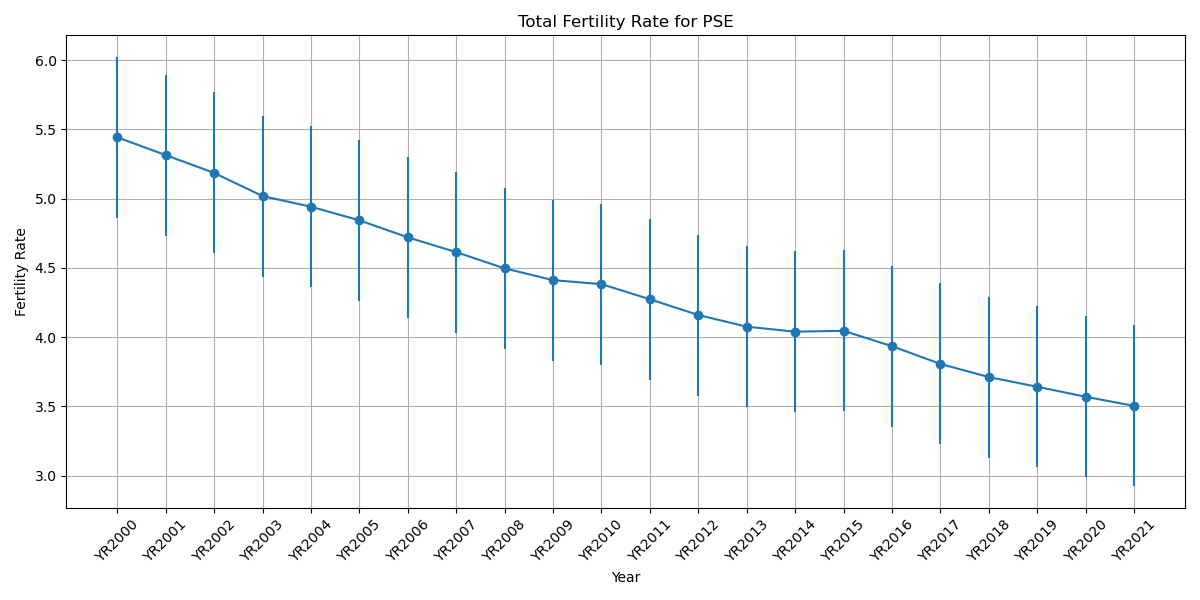 Total Fertility Rate for PSE
Fertility Rate
6.0
5.5
5.0
4.5
4.0
3.5
3.0
YR2000
YR2001
YR2002
YR2003
YR2004
YR2005
YR2006
YR2007
YR2008
YR2009
YR2010
YR2011
YR2012
YR2013
YR2014
YR2015
YR2016
YR2017
YR2018
YR2019
YR2020
YR2021
Year